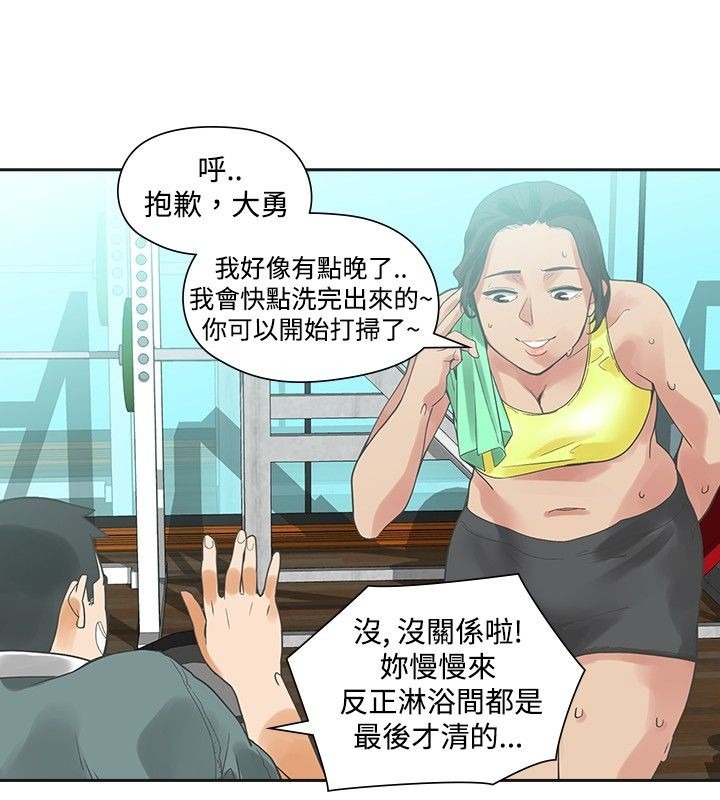 呼..
抱歉，大勇
我好像有點晚了..
我會快點洗完出來的~
你可以開始打掃了~
沒, 沒關係啦!
妳慢慢來
反正淋浴間都是
最後才清的...